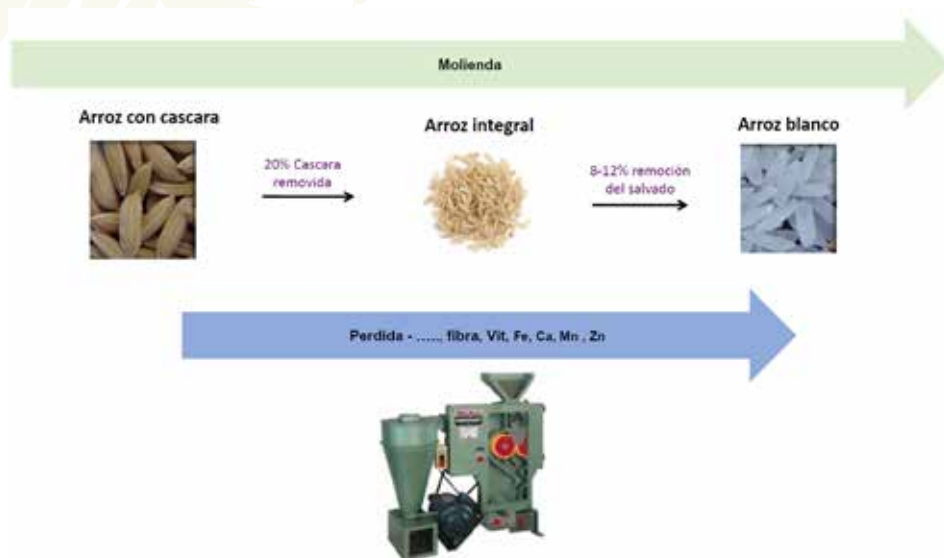 Molienda
Arroz con cascara
Arroz integral
Arroz blanco
20% Cascara
removida
8-12% remoción
del salvado
Perdida - ....., fibra, Vit, Fe, Ca, Mn , Zn